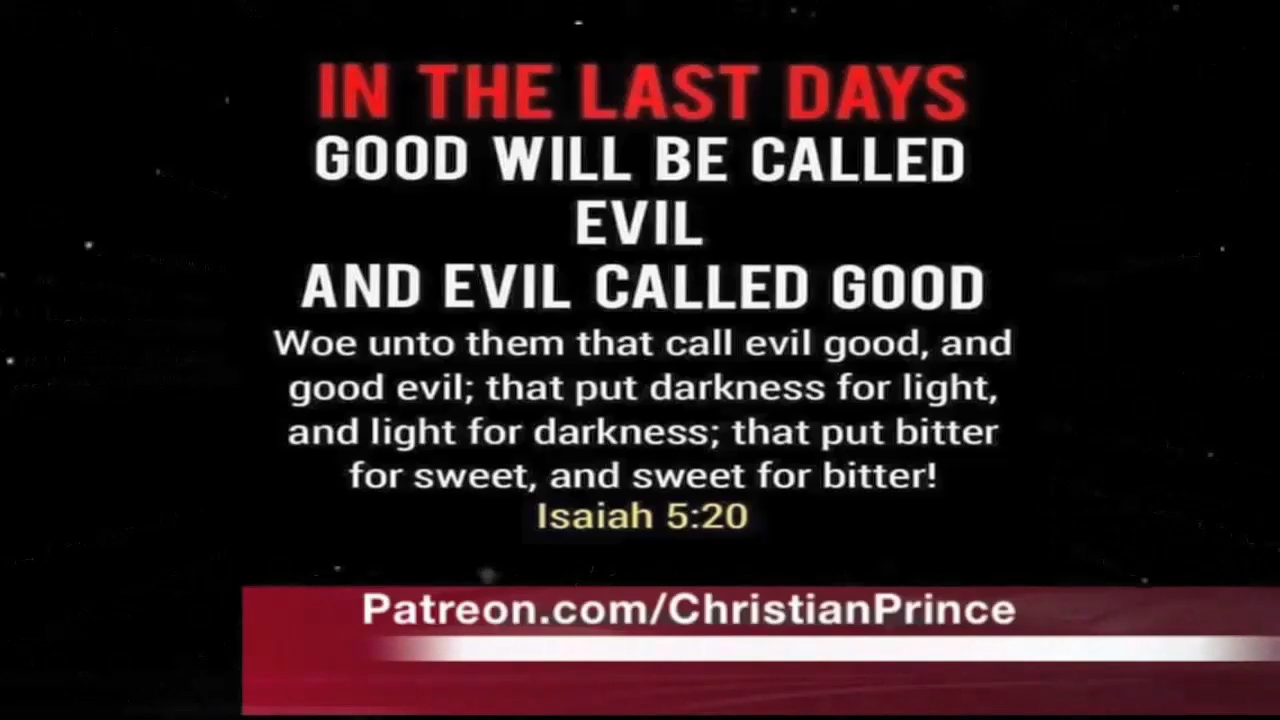 IN THE LAST DAYS
GOOD WILL BE CALLED
EVIL
AND EVIL CALLED GOOD
Woe unto them that call evil good, and
good evil; that put darkness for light,
and light for darkness; that put bitter
for sweet, and sweet for bitter!
Isaiah 5:20
Patreon.com/ChristianPrince